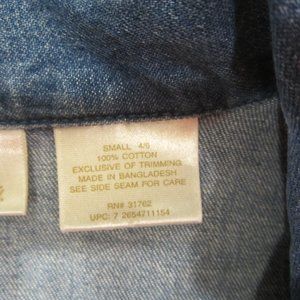 SMALL 4/6
100% COTTON
EXCLUSIVE OF TRIMMING
MADE IN BANGLADESH
SEE SIDE SEAM FOR CARE
RN# 31762
UPC: 7 2654711154